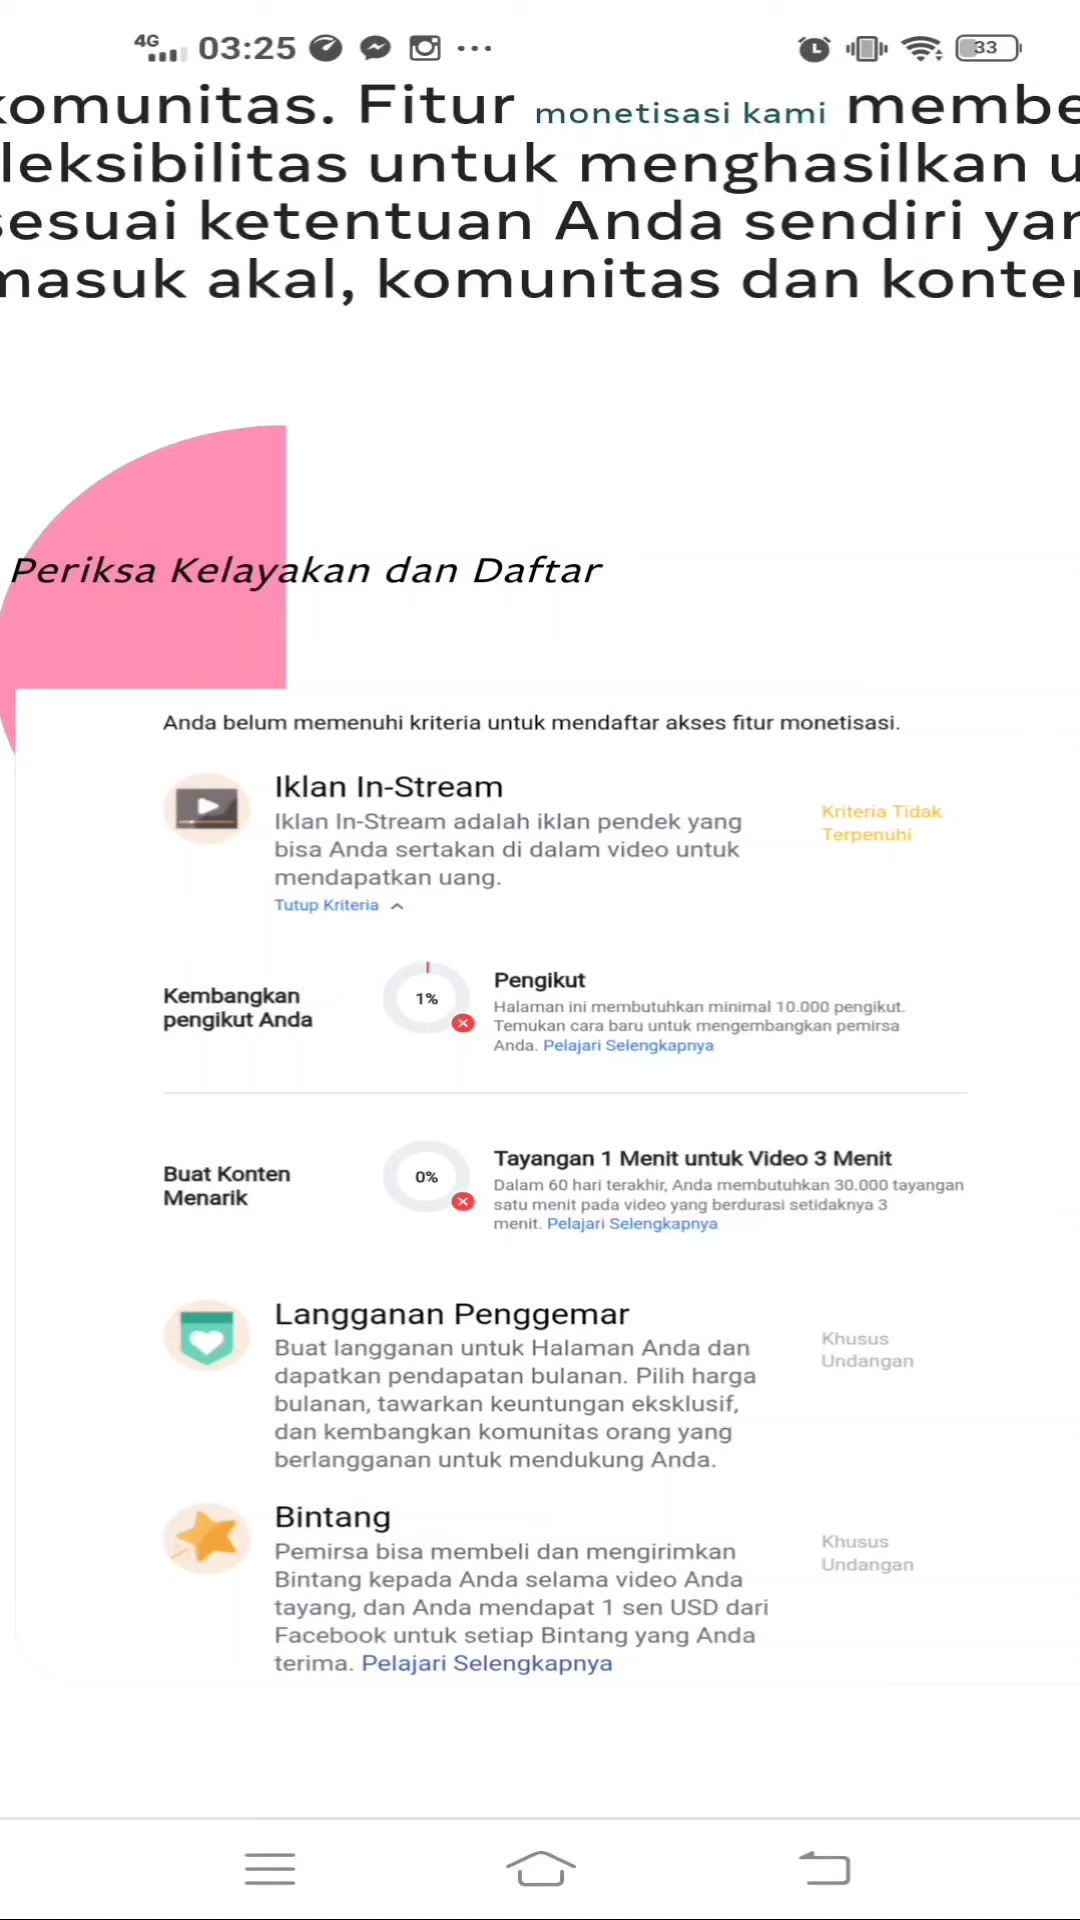 4G 03:25 33
komunitas. Fitur monetisasi kami membe
leksibilitas untuk menghasilkan u
sesuai ketentuan Anda sendiri yan
masuk akal, komunitas dan konten
Periksa Kelayakan dan Daftar
Anda belum memenuhi kriteria untuk mendaftar akses fitur monetisasi.
Iklan In-Stream
Iklan In-Stream adalah iklan pendek yang
bisa Anda sertakan di dalam video untuk
mendapatkan uang.
Tutup Kriteria
Kriteria Tidak
Terpenuhi
Kembangkan
pengikut Anda
1%
Pengikut
Halaman ini membutuhkan minimal 10.000 pengikut.
Temukan cara baru untuk mengembangkan pemirsa
Anda. Pelajari Selengkapnya
Buat Konten
Menarik
0%
Tayangan 1 Menit untuk Video 3 Menit
Dalam 60 hari terakhir, Anda membutuhkan 30.000 tayangan
satu menit pada video yang berdurasi setidaknya 3
menit. Pelajari Selengkapnya
Langganan Penggemar
Buat langganan untuk Halaman Anda dan
dapatkan pendapatan bulanan. Pilih harga
bulanan, tawarkan keuntungan eksklusif,
dan kembangkan komunitas orang yang
berlangganan untuk mendukung Anda.
Khusus
Undangan
Bintang
Pemirsa bisa membeli dan mengirimkan
Bintang kepada Anda selama video Anda
tayang, dan Anda mendapat 1 sen USD dari
Facebook untuk setiap Bintang yang Anda
terima. Pelajari Selengkapnya
Khusus
Undangan